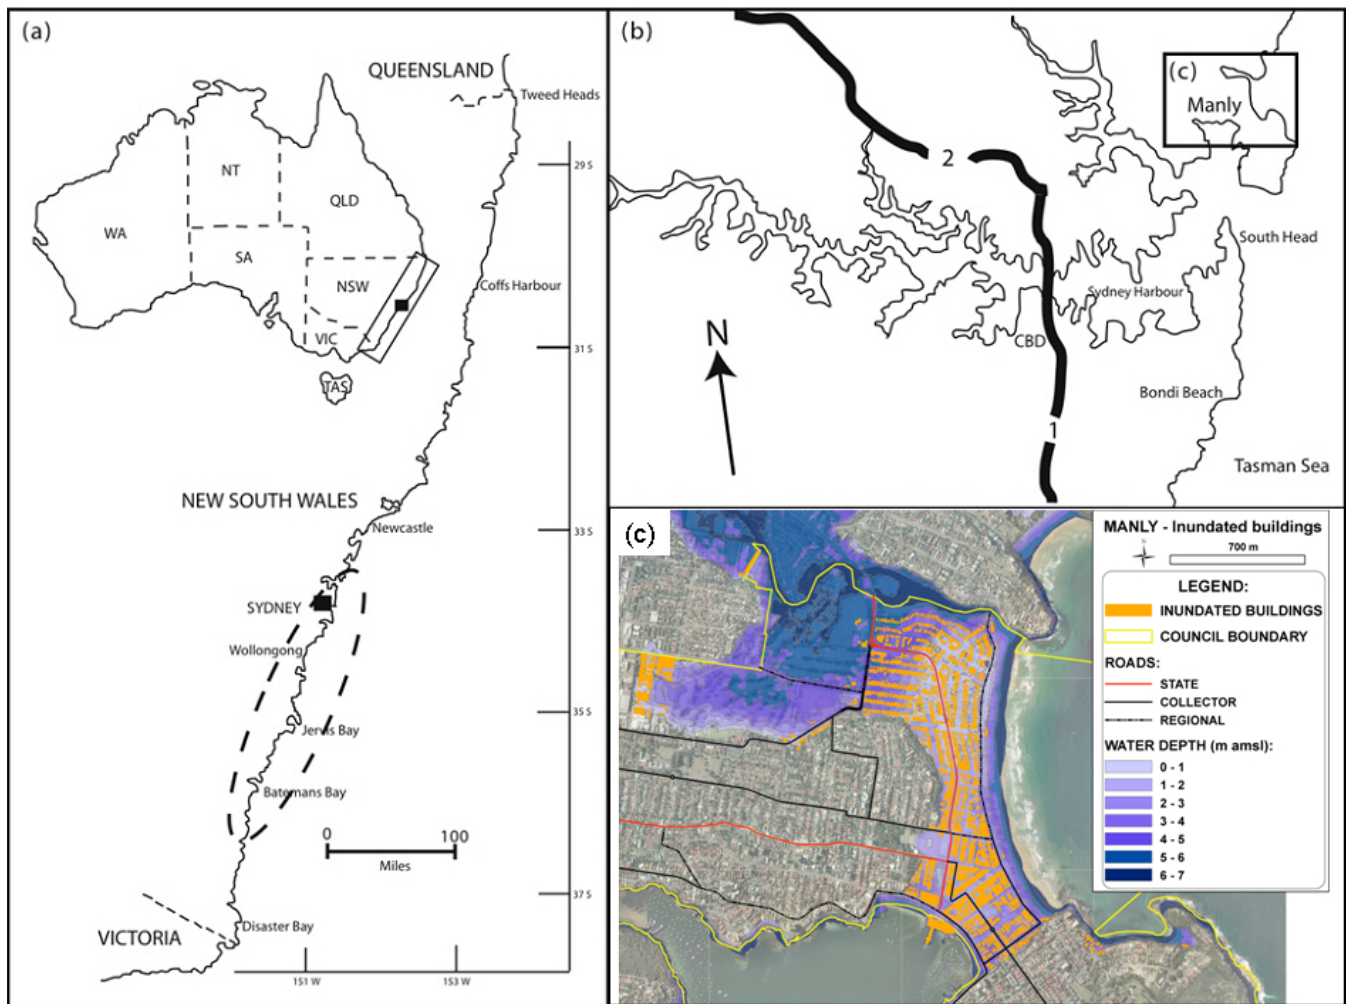 (a)
QUEENSLAND
Tweed Heads
29 S
NT
QLD
WA
SA
NSW
Coffs Harbour
VIC
31 S
TAS
NEW SOUTH WALES
Newcastle
33 S
SYDNEY
Wollongong
35 S
Jervis Bay
Batemans Bay
0
100
Miles
37 S
Disaster Bay
VICTORIA
151 W
153 W
(b)
(c)
Manly
2
South Head
Sydney Harbour
N
CBD
Bondi Beach
1
Tasman Sea
(c)
MANLY - Inundated buildings
N
700 m
LEGEND:
INUNDATED BUILDINGS
COUNCIL BOUNDARY
ROADS:
STATE
COLLECTOR
REGIONAL
WATER DEPTH (m amsl):
0 - 1
1 - 2
2 - 3
3 - 4
4 - 5
5 - 6
6 - 7